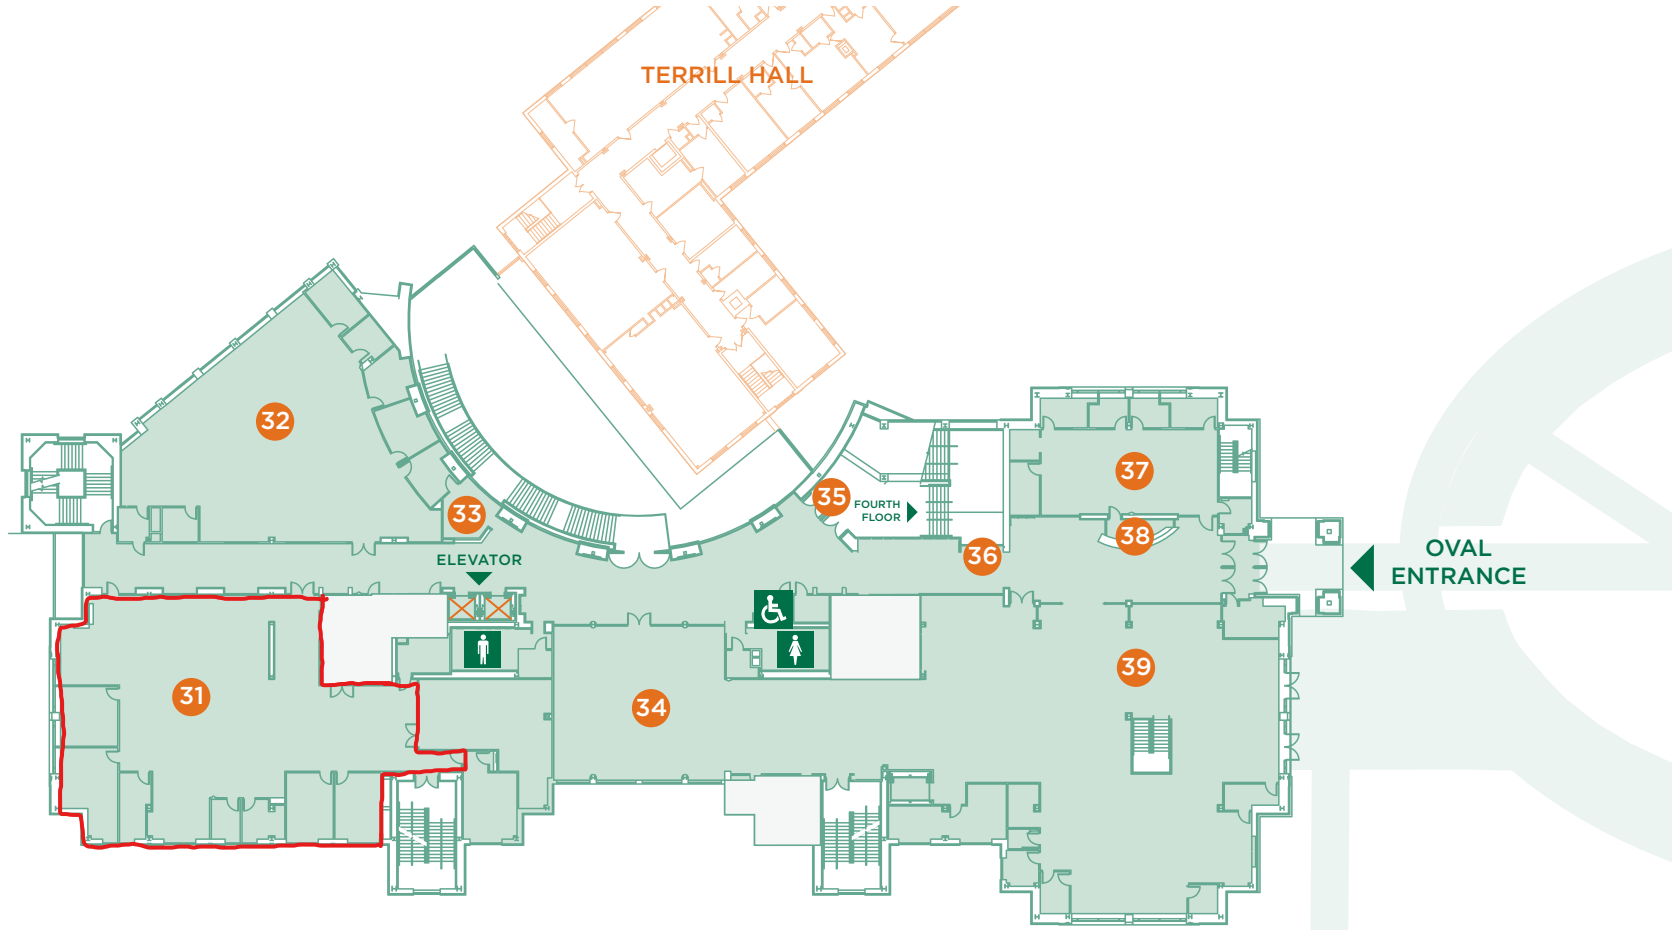 TERRILL HALL
32
37
35
FOURTH
FLOOR
33
38
ELEVATOR
36
OVAL
ENTRANCE
39
31
34